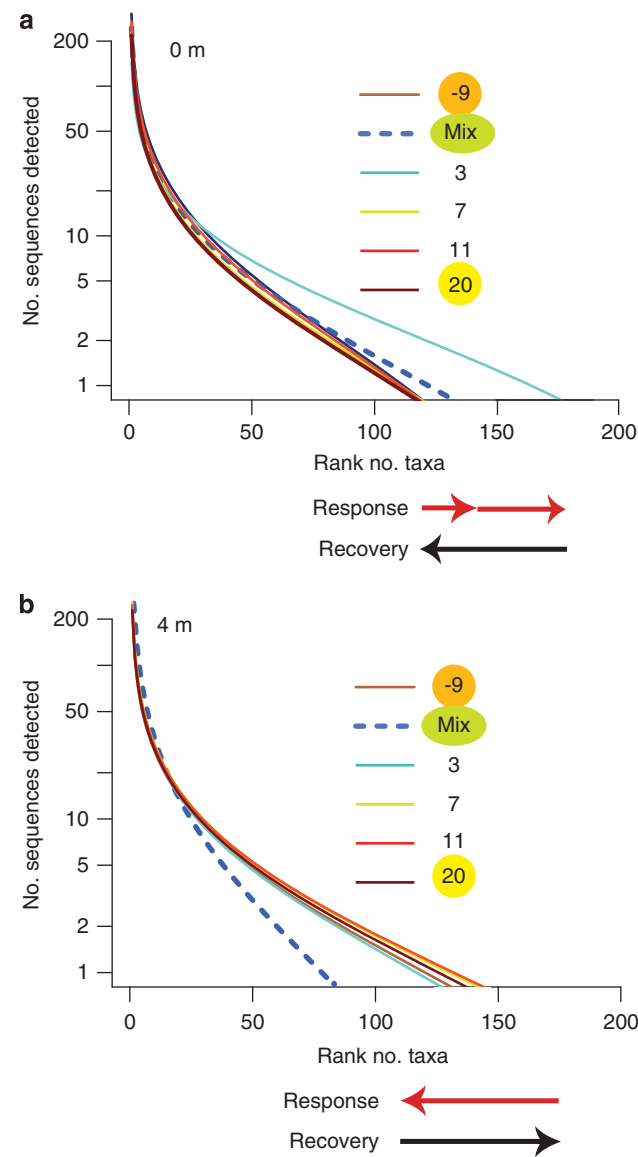 a
0 m
No. sequences detected
200
50
10
5
2
1
-9
Mix
3
7
11
20
0 50 100 150 200
Rank no. taxa
Response
Recovery
b
4 m
No. sequences detected
200
50
10
5
2
1
-9
Mix
3
7
11
20
0 50 100 150 200
Rank no. taxa
Response
Recovery